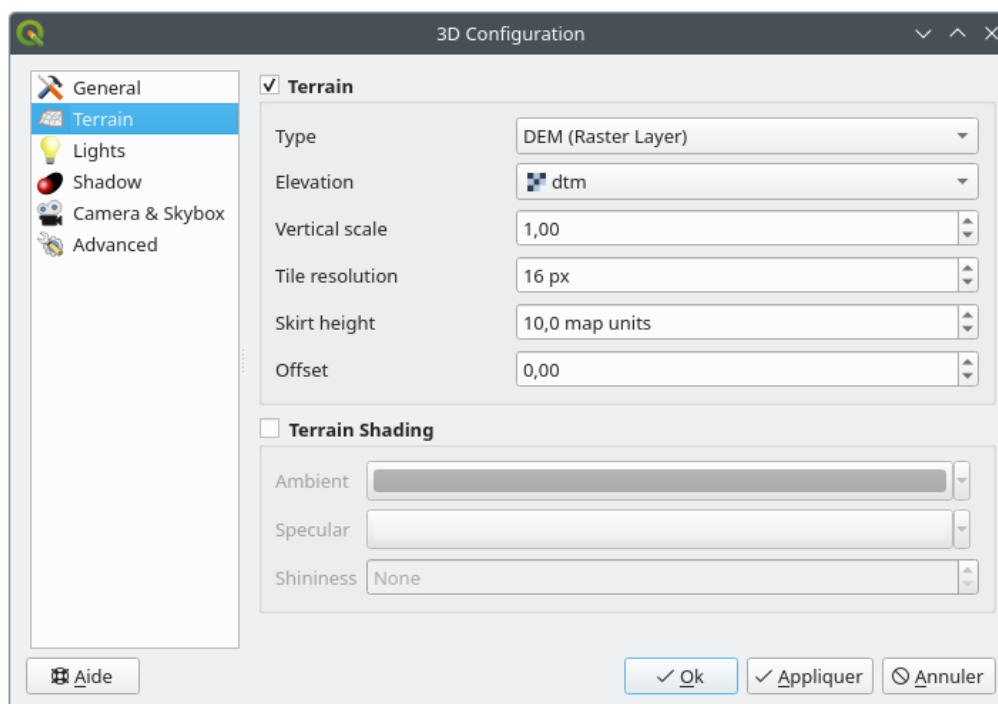 3D Configuration
General
Terrain
Lights
Shadow
Camera & Skybox
Advanced
Terrain
Type DEM (Raster Layer)
Elevation dtm
Vertical scale 1,00
Tile resolution 16 px
Skirt height 10,0 map units
Offset 0,00
Terrain Shading
Ambient
Specular
Shininess None
Aide Ok Appliquer Annuler